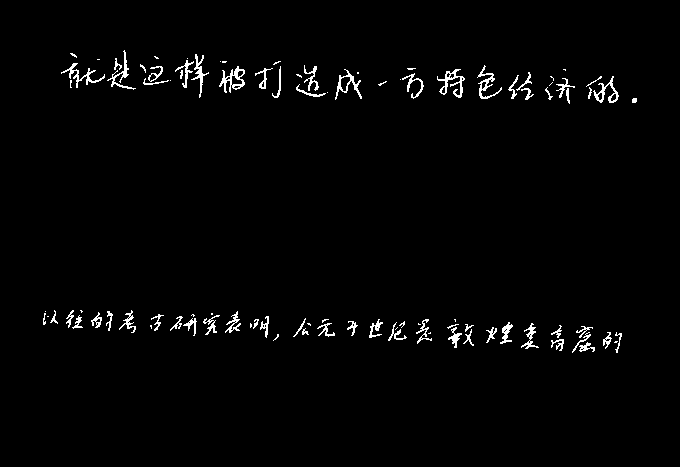 就是这样被打造成一方特色经济的.
以往的考古研究表明,公元于世纪是敦煌莫高窟的